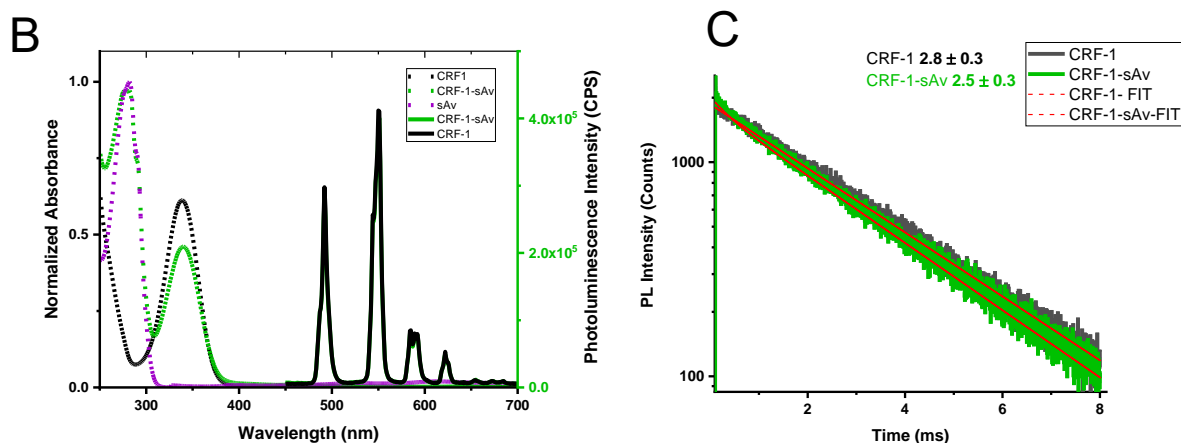 B
Normalized Absorbance
1.0
0.5
0.0
300
400
500
600
700
Wavelength (nm)
4.0x10⁵
2.0x10⁵
0.0
Photoluminescence Intensity (CPS)
CRF1
CRF-1-sAv
sAv
CRF-1-sAv
CRF-1
C
CRF-1 2.8 ± 0.3
CRF-1-sAv 2.5 ± 0.3
CRF-1
CRF-1-sAv
CRF-1- FIT
CRF-1-sAv-FIT
PL Intensity (Counts)
1000
100
2
4
6
8
Time (ms)